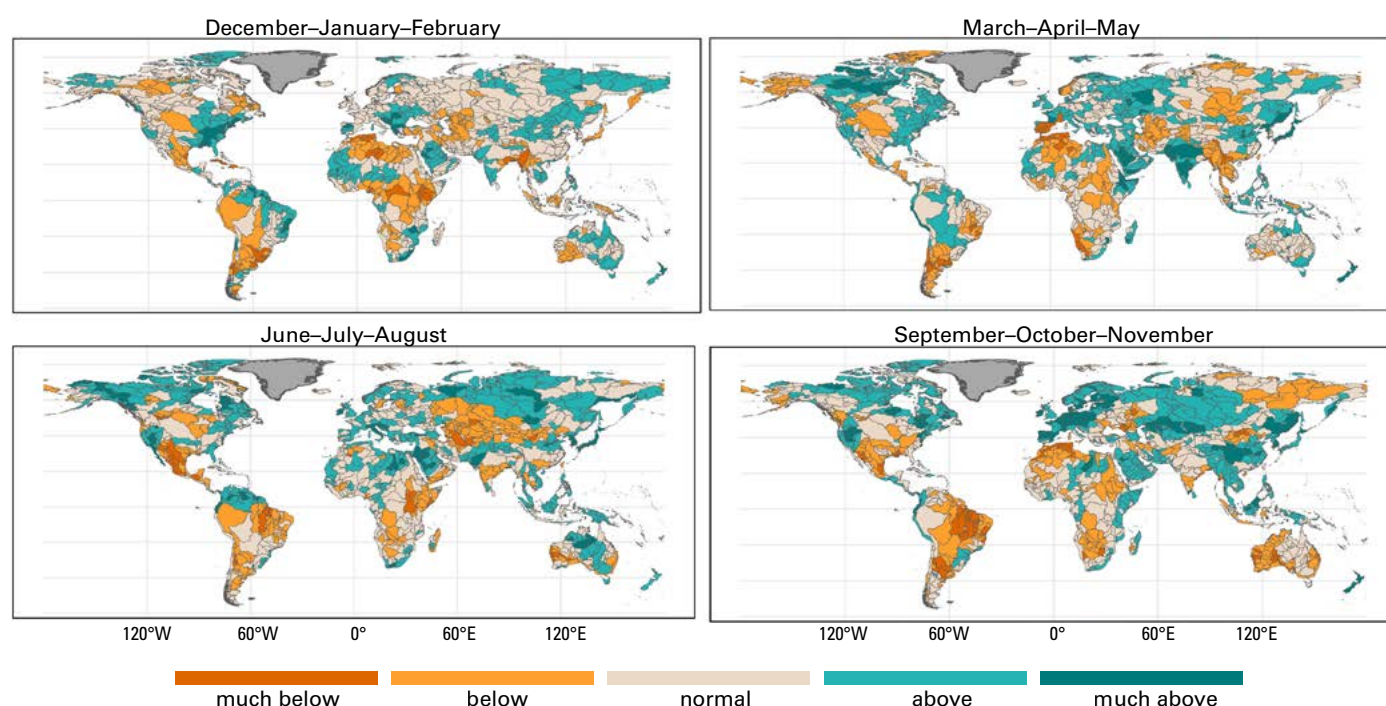 December–January–February
March–April–May
June–July–August
September–October–November
120°W 60°W 0° 60°E 120°E
120°W 60°W 0° 60°E 120°E
much below
below
normal
above
much above